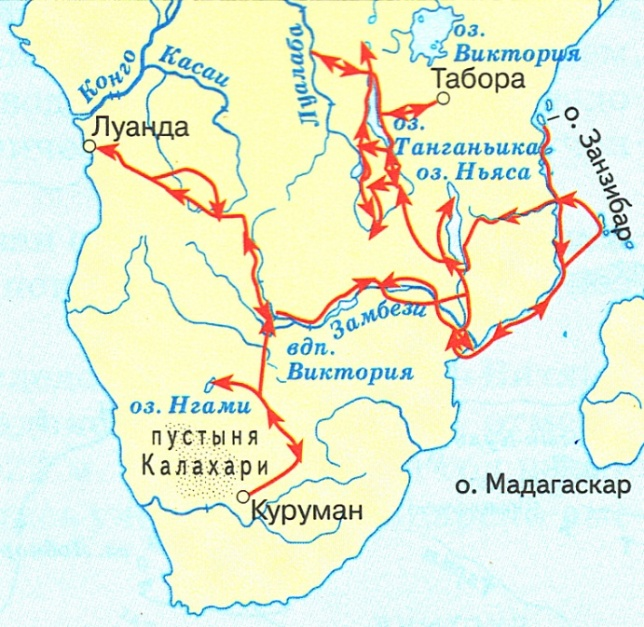 оз.
Виктория
Конго
Касаи
Луалаба
Табора
Луанда
оз.
Танганьика
оз. Ньяса
о. Занзибар
Замбези
вдп.
Виктория
оз. Нгами
пустыня
Калахари
Куруман
о. Мадагаскар